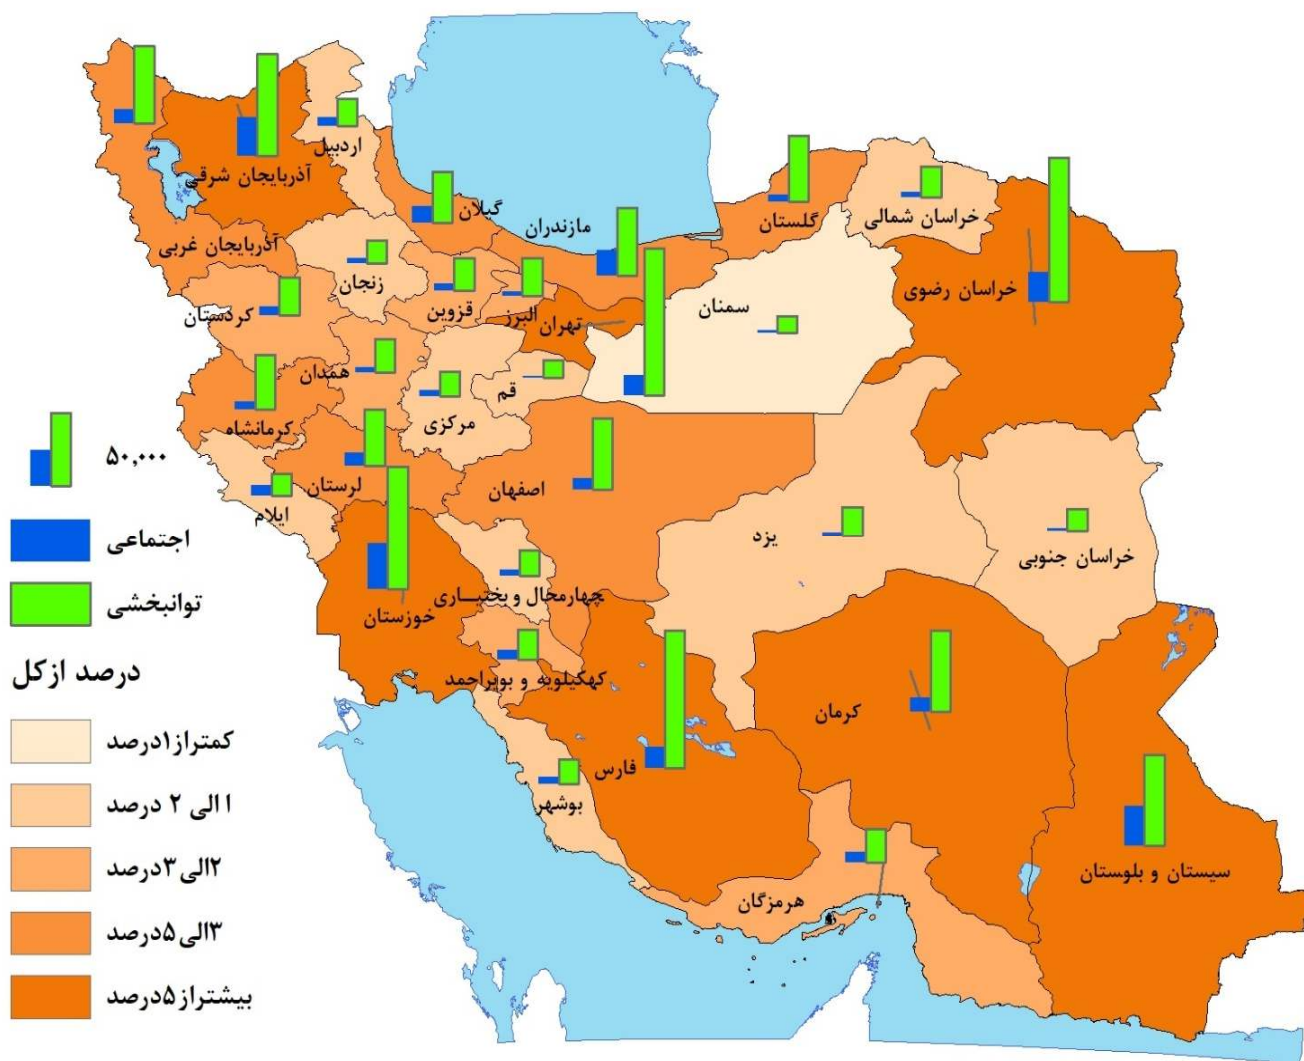 اردبیل
آذربایجان شرقی
گیلان
مازندران
گلستان
خراسان شمالی
آذربایجان غربی
زنجان
قزوین
البرز
تهران
سمنان
خراسان رضوی
کردستان
همدان
قم
مرکزی
کرمانشاه
لرستان
ایلام
اصفهان
یزد
خراسان جنوبی
خوزستان
چهارمحال و بختیاری
کهکیلویه و بویراحمد
فارس
کرمان
بوشهر
هرمزگان
سیستان و بلوستان
۵۰,۰۰۰
اجتماعی
توانبخشی
درصد ازکل
کمتراز۱درصد
۱ الی ۲ درصد
۲الی۳درصد
۳الی۵درصد
بیشتراز۵درصد